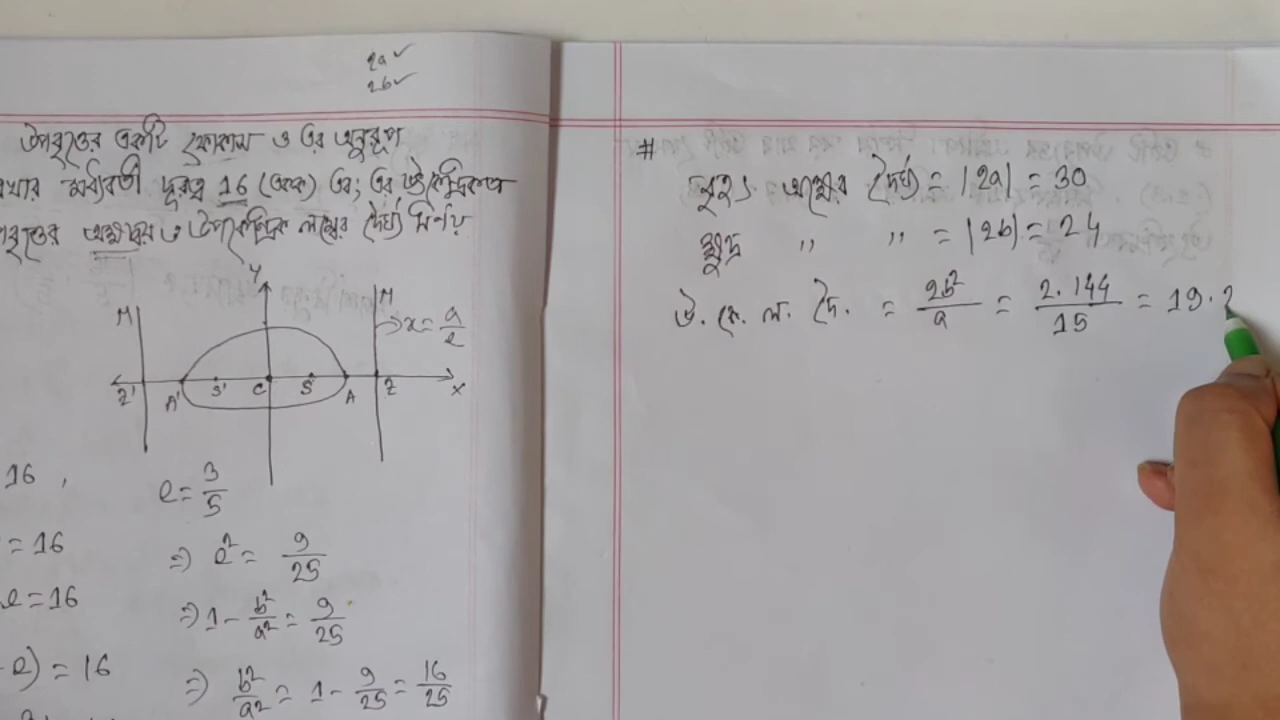 2a✓
2b✓
উপবৃত্তের একটি ফোকাস ও এর অনুরূপ
খার মধ্যবর্তী দূরত্ব 16 (একক) এবং এর উৎকেন্দ্রিকতা
বৃত্তের অক্ষদ্বয় ও উপকেন্দ্রিক লম্বের দৈর্ঘ্য নির্ণয়
Y
M
M
→x=a/e
Z' A' S' C S A Z X
16 ,
e=3/5
=16
⇒ e²= 9/25
e=16
⇒ 1 - b²/a² = 9/25
e) = 16
⇒ b²/a² = 1 - 9/25 = 16/25
#
বৃহৎ অক্ষের দৈর্ঘ্য = |2a| = 30
ক্ষুদ্র " " = |2b| = 24
উ. কে. ল. দৈ. = 2b²/a = 2.144/15 = 19.2